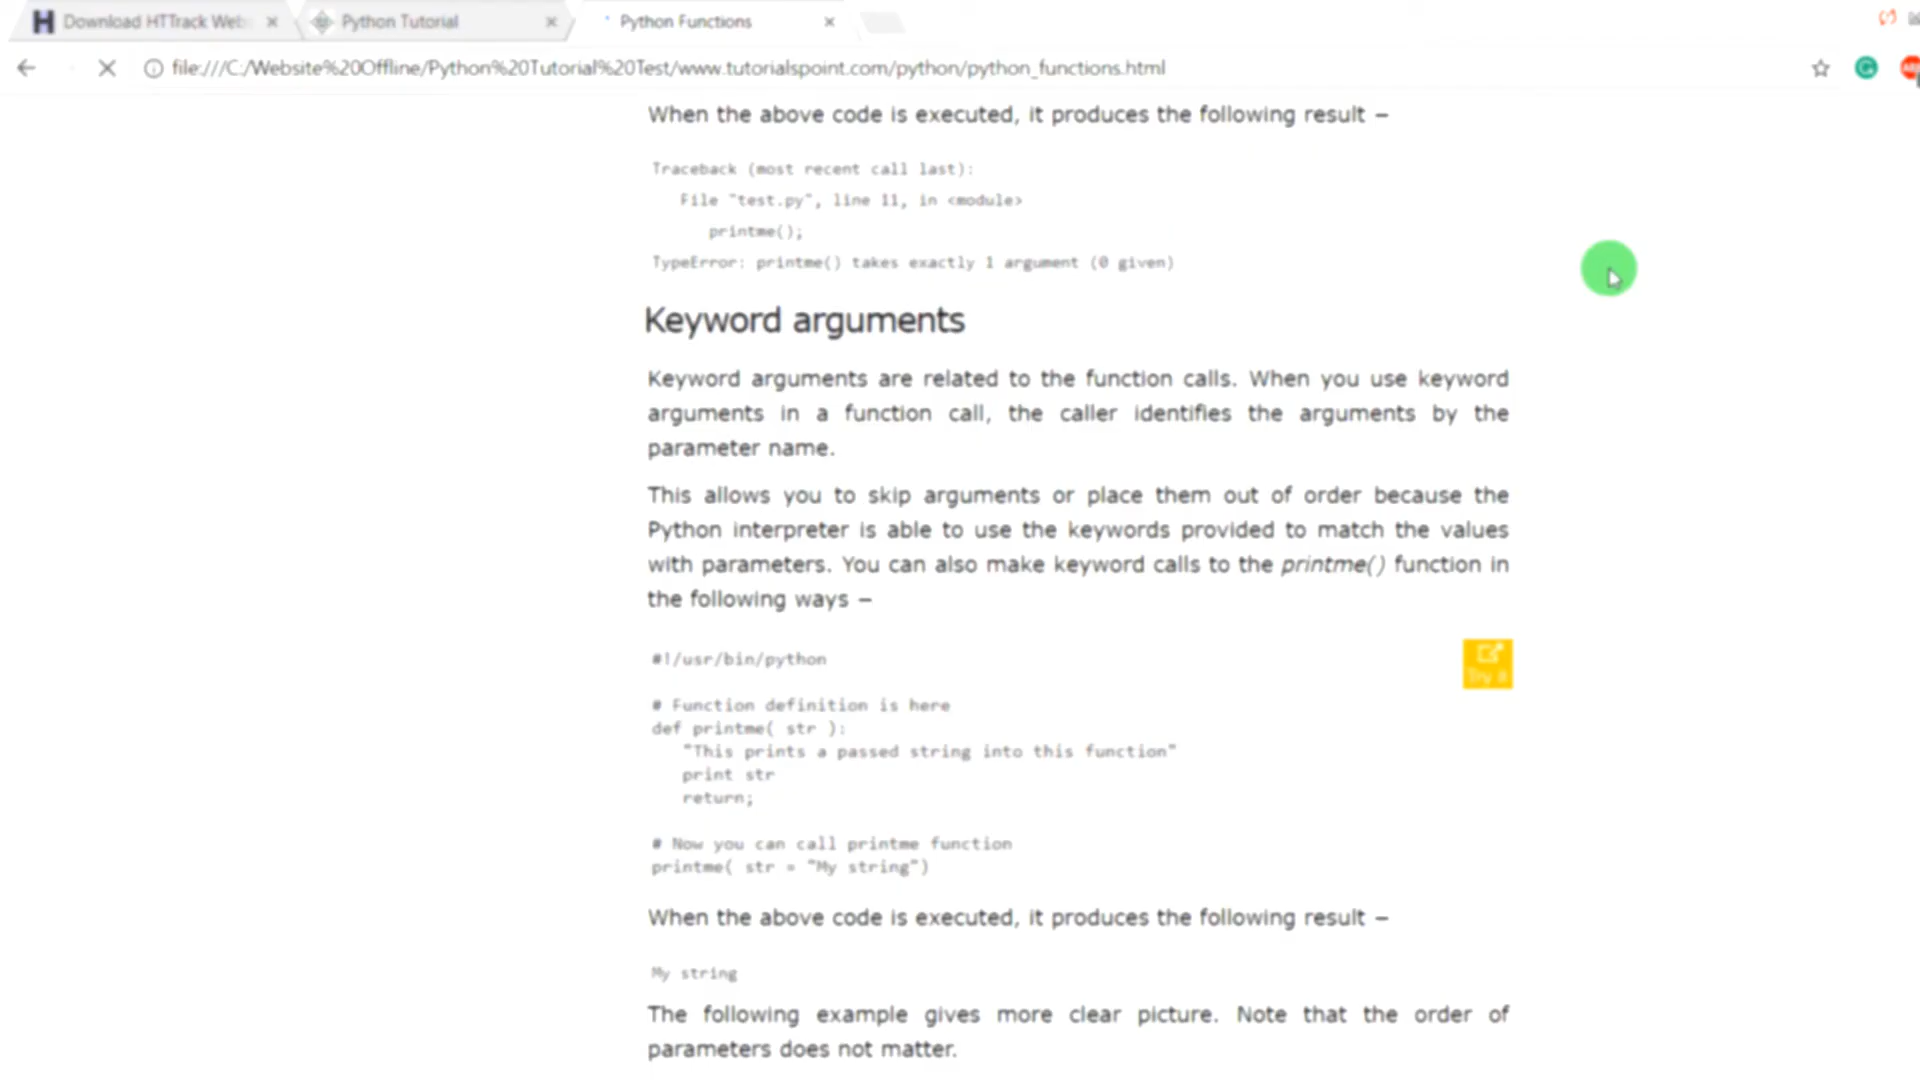 Download HTTrack Web
Python Tutorial
Python Functions
file:///C:/Website%20Offline/Python%20Tutorial%20Test/www.tutorialspoint.com/python/python_functions.html
When the above code is executed, it produces the following result −
Traceback (most recent call last):
File "test.py", line 11, in <module>
printme();
TypeError: printme() takes exactly 1 argument (0 given)
Keyword arguments
Keyword arguments are related to the function calls. When you use keyword
arguments in a function call, the caller identifies the arguments by the
parameter name.
This allows you to skip arguments or place them out of order because the
Python interpreter is able to use the keywords provided to match the values
with parameters. You can also make keyword calls to the printme() function in
the following ways −
#!/usr/bin/python
Try it
# Function definition is here
def printme( str ):
"This prints a passed string into this function"
print str
return;
# Now you can call printme function
printme( str = "My string")
When the above code is executed, it produces the following result −
My string
The following example gives more clear picture. Note that the order of
parameters does not matter.